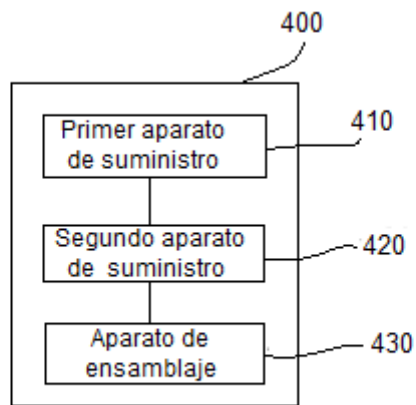 400
Primer aparato
de suministro
410
Segundo aparato
de suministro
420
Aparato de
ensamblaje
430